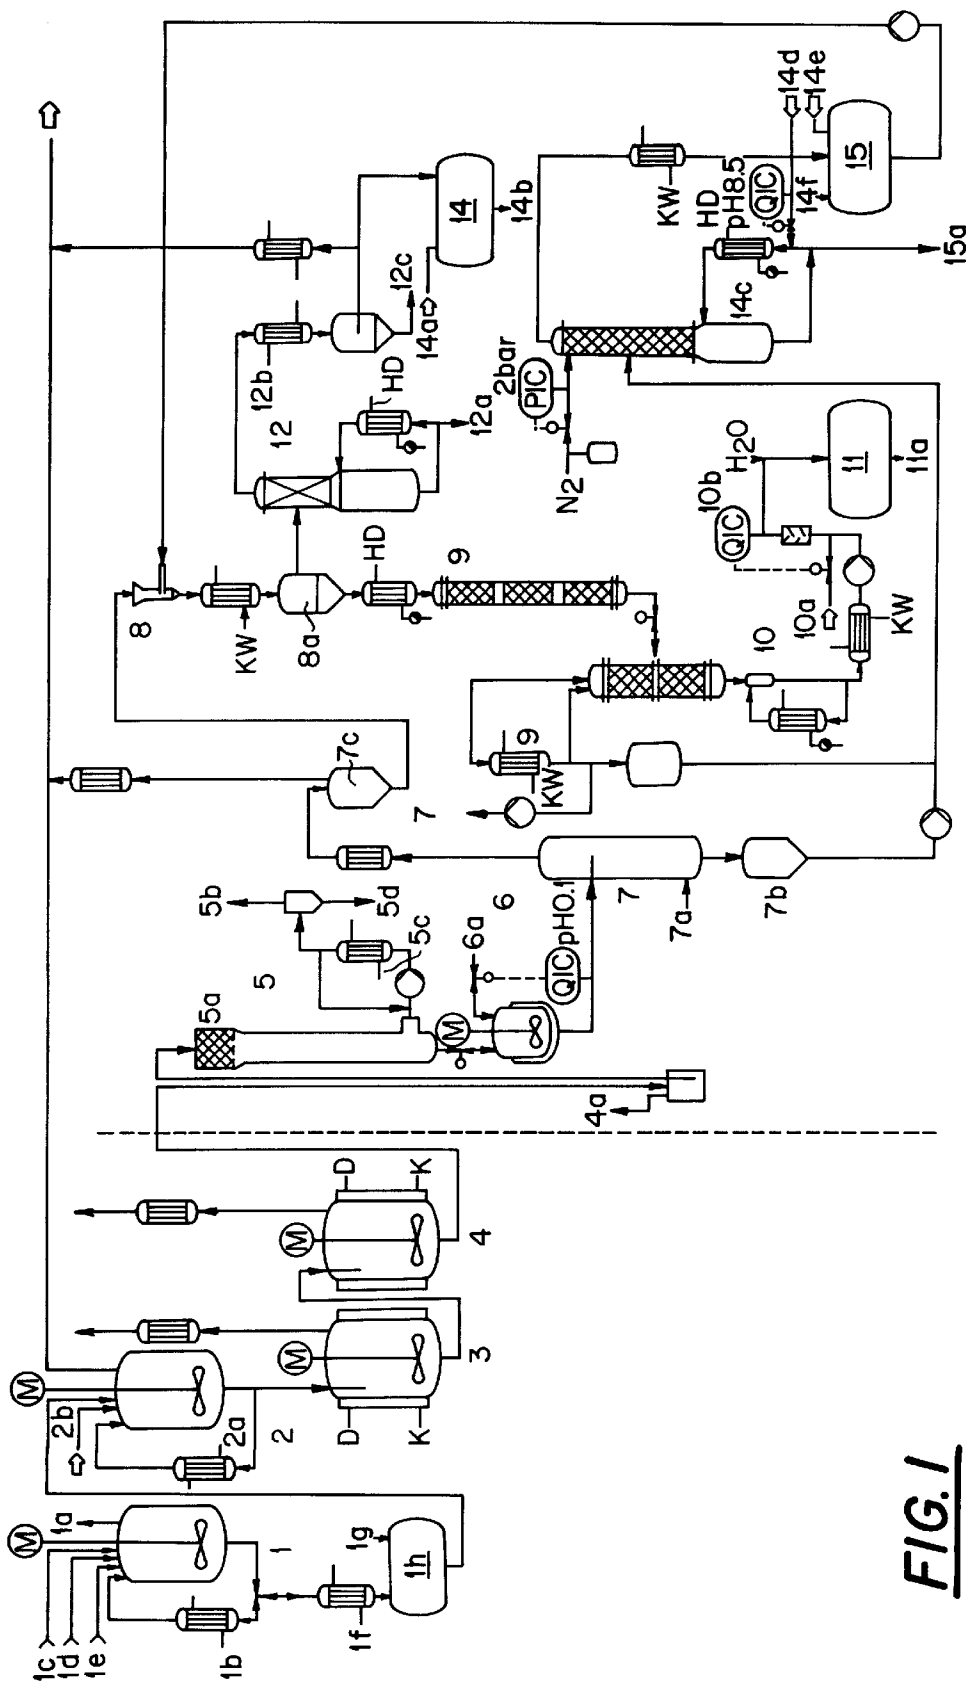 1c
1d
1e
M
1a
1b
1
1f
1g
1h
M
2b
2a
2
M
D
K
3
M
D
K
4
4a
5a
5
5b
5d
5c
M
6a
6
QIC
pH0.1
7
7a
7b
7c
7
8
KW
8a
HD
9
9
KW
10
10a
KW
QIC
10b
H2O
11
11a
12
12b
HD
12a
12c
14a
14
14b
N2
PIC
2bar
14c
KW
HD
pH8.5
QIC
14d
14e
14f
15
15a
FIG. 1